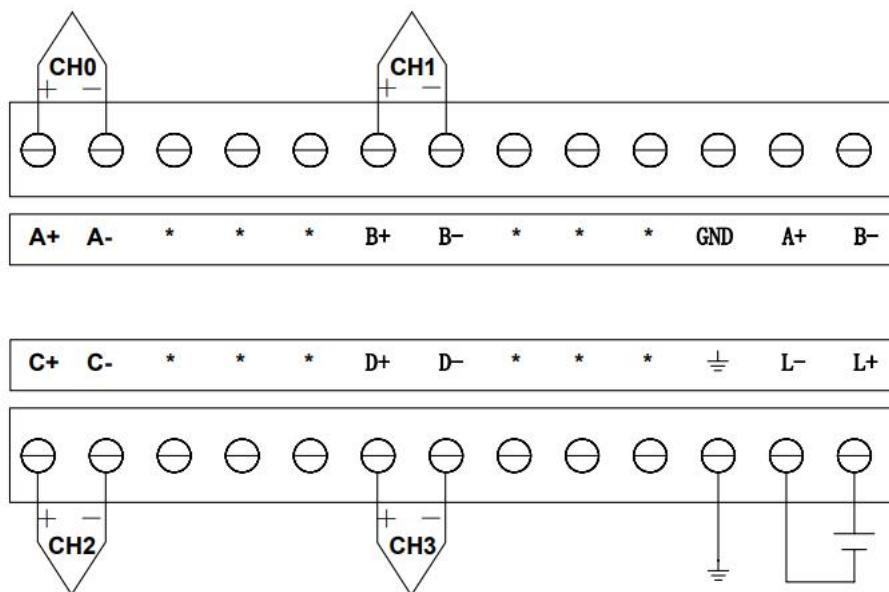 CH0 CH1
+ − + −
A+ A- * * * B+ B− * * * GND A+ B−
C+ C- * * * D+ D− * * * L− L+
+ − + −
CH2 CH3